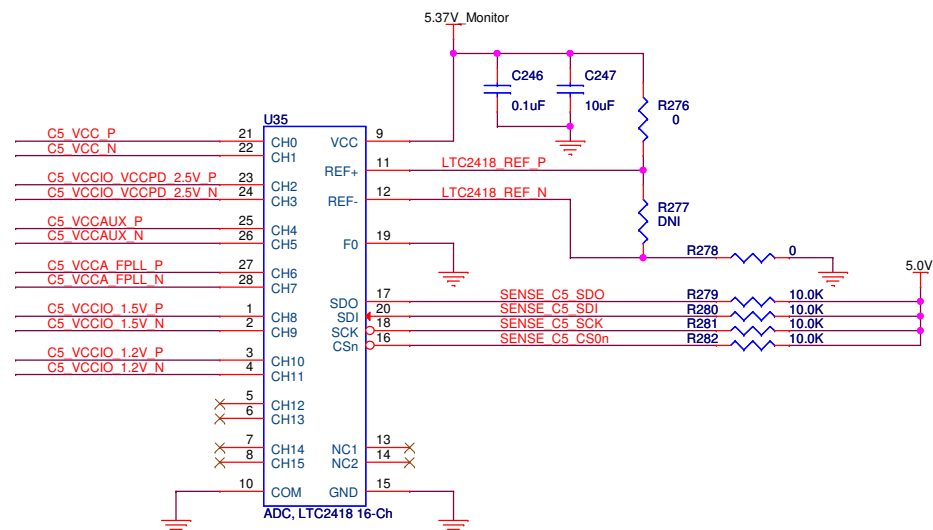 5.37V_Monitor
C246
0.1uF
C247
10uF
R276
0
U35
C5_VCC_P 21 CH0 VCC 9
C5_VCC_N 22 CH1
REF+ 11 LTC2418_REF_P
C5_VCCIO_VCCPD_2.5V_P 23 CH2
C5_VCCIO_VCCPD_2.5V_N 24 CH3 REF- 12 LTC2418_REF_N
R277
DNI
C5_VCCAUX_P 25 CH4
C5_VCCAUX_N 26 CH5 F0 19
R278 0
C5_VCCA_FPLL_P 27 CH6
C5_VCCA_FPLL_N 28 CH7
5.0V
SDO 17 SENSE_C5_SDO R279 10.0K
C5_VCCIO_1.5V_P 1 CH8 SDI 20 SENSE_C5_SDI R280 10.0K
C5_VCCIO_1.5V_N 2 CH9 SCK 18 SENSE_C5_SCK R281 10.0K
CSn 16 SENSE_C5_CS0n R282 10.0K
C5_VCCIO_1.2V_P 3 CH10
C5_VCCIO_1.2V_N 4 CH11
5 CH12
6 CH13
7 CH14 NC1 13
8 CH15 NC2 14
10 COM GND 15
ADC, LTC2418 16-Ch